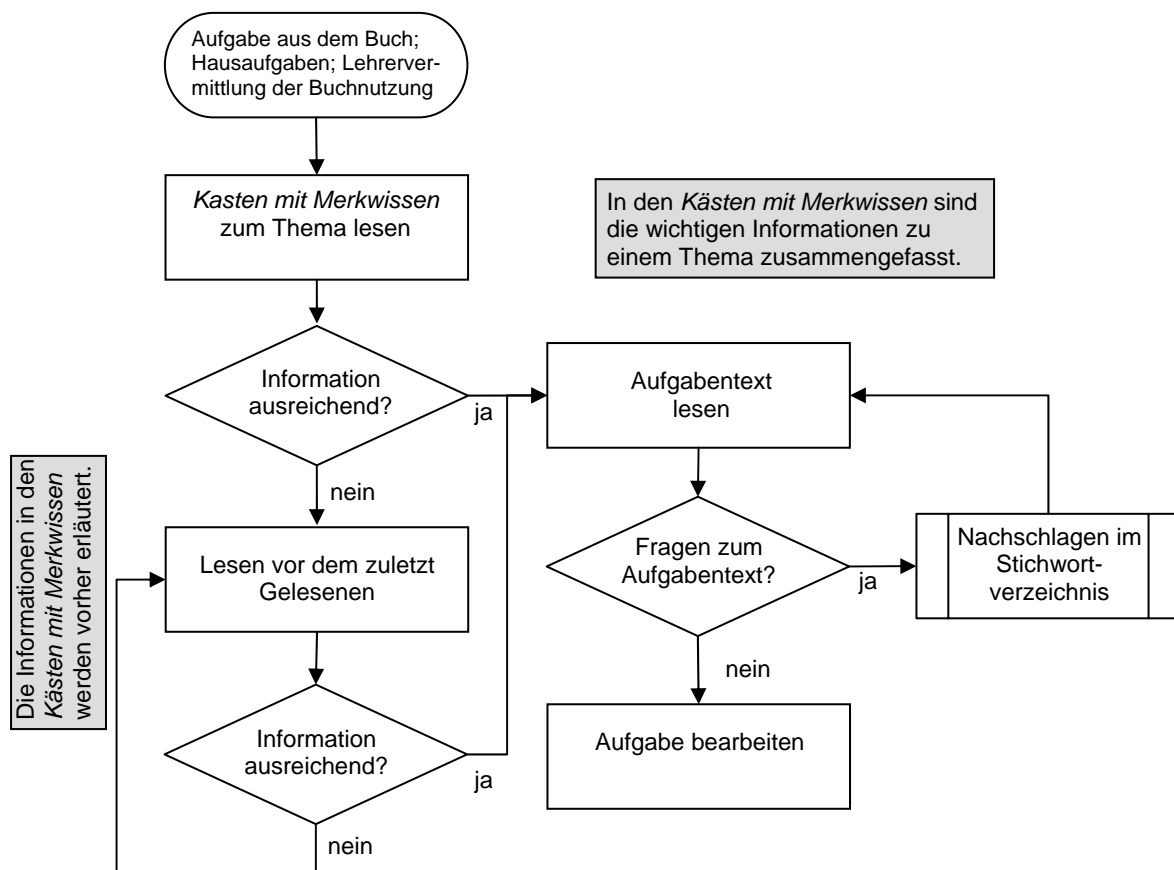 Aufgabe aus dem Buch;
Hausaufgaben; Lehrerver-
mittlung der Buchnutzung
Kasten mit Merkwissen
zum Thema lesen
In den Kästen mit Merkwissen sind
die wichtigen Informationen zu
einem Thema zusammengefasst.
Information
ausreichend?
ja
nein
Aufgabentext
lesen
Die Informationen in den
Kästen mit Merkwissen
werden vorher erläutert.
Lesen vor dem zuletzt
Gelesenen
Fragen zum
Aufgabentext?
ja
nein
Nachschlagen im
Stichwort-
verzeichnis
Information
ausreichend?
ja
nein
Aufgabe bearbeiten